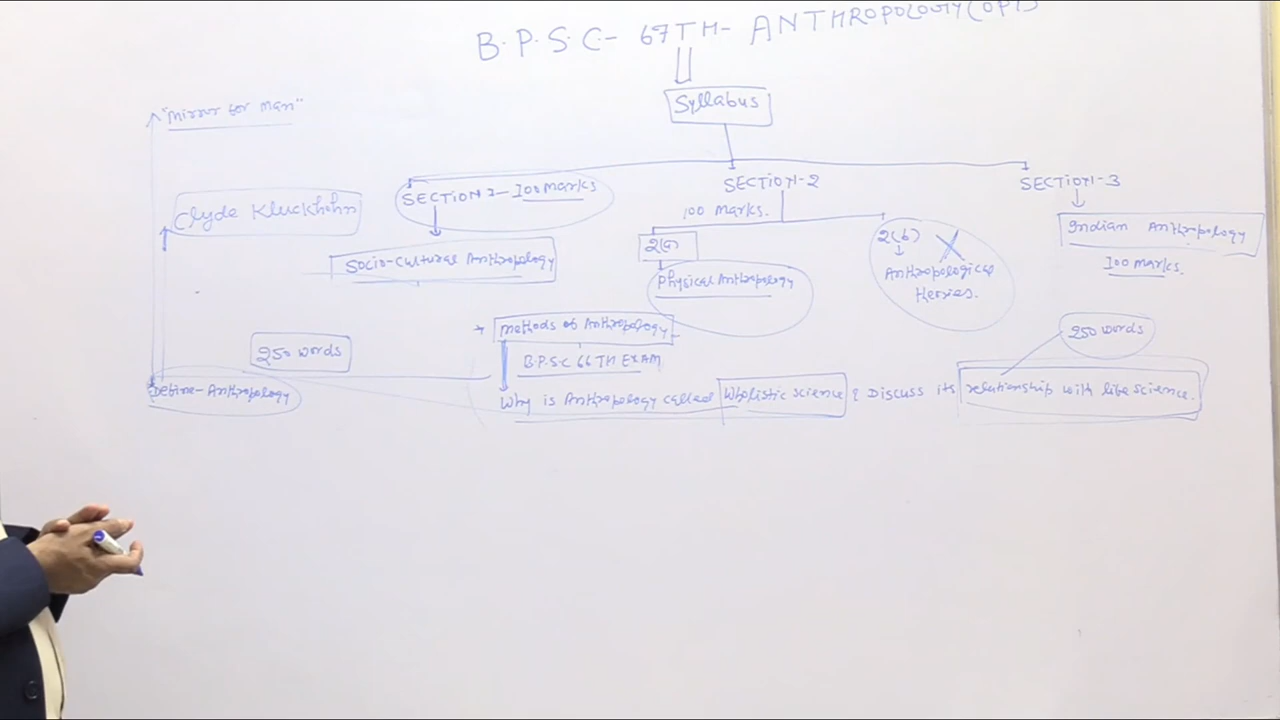 B.P.S.C- 67TH- ANTHROPOLOGY(OPT)
Syllabus
"Mirror for Man"
Clyde Kluckhohn
SECTION 1- 100 Marks
Socio-Cultural Anthropology
SECTION-2
100 Marks.
2(a)
Physical Anthropology
2(b)
Anthropological
Theries.
SECTION-3
Indian Anthropology
100 Marks.
Methods of Anthropology
B.P.S.C 66TH EXAM
250 words
250 words
Define-Anthropology
Why is Anthropology called Wholistic Science & Discuss its relationship with life Science.